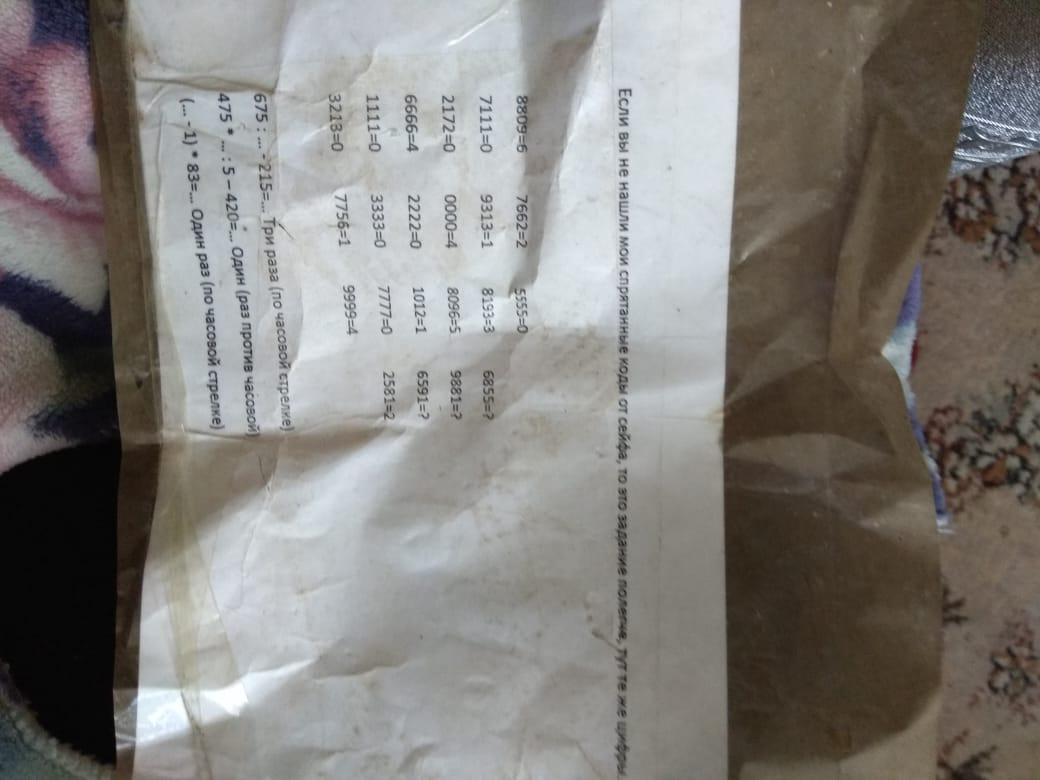 Если вы не нашли мои спрятанные коды от сейфа, то это задание полегче, тут те же цифры.
8809=6 7662=2 5555=0
7111=0 9313=1 8193=3 6855=?
2172=0 0000=4 8096=5 9881=?
6666=4 2222=0 1012=1 6591=?
1111=0 3333=0 7777=0 2581=2
3213=0 7756=1 9999=4
675 : ... - 215=... Три раза (по часовой стрелке)
475 * ... : 5 – 420=... Один (раз против часовой)
(... -1) * 83=... Один раз (по часовой стрелке)